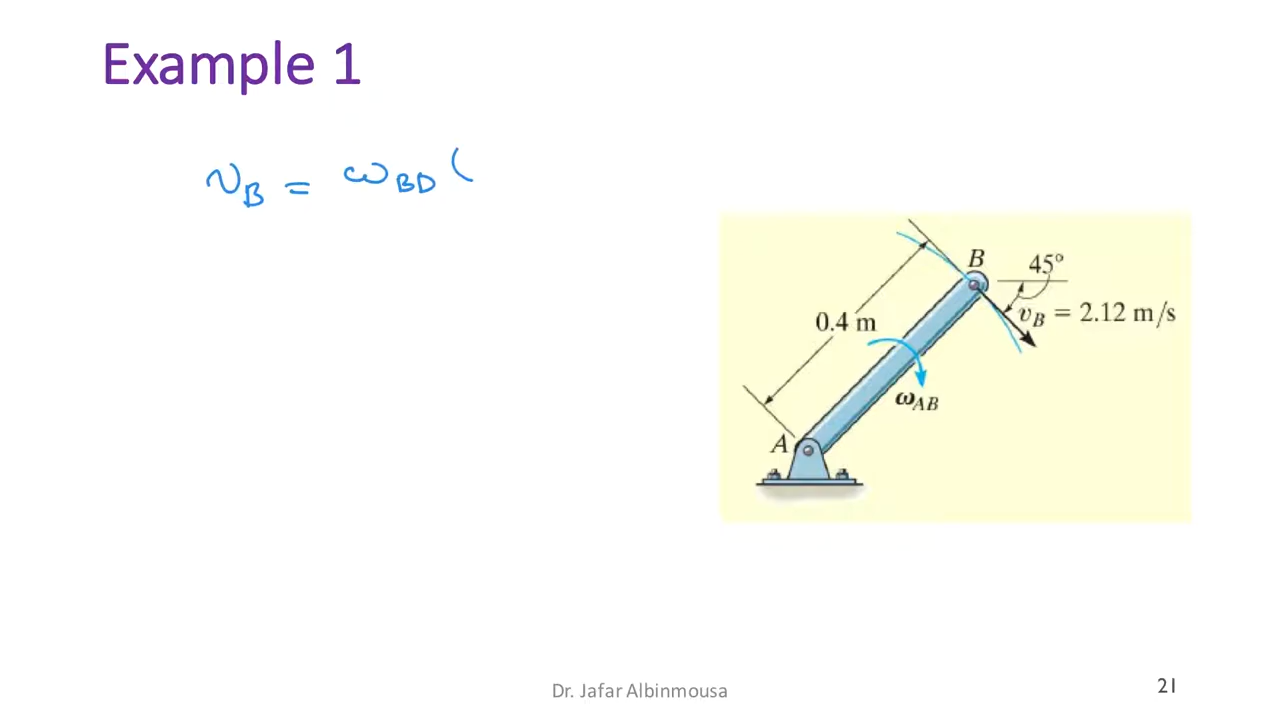 Example 1
v_B = ω_BD (
B
45°
0.4 m
v_B = 2.12 m/s
ω_AB
A
Dr. Jafar Albinmousa
21